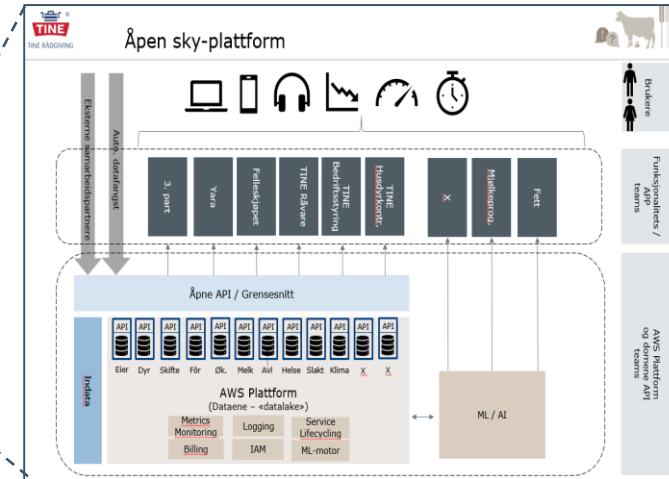 TINE
TINE RÅDGIVING
Åpen sky-plattform
Eksterne samarbeidspartnere
Auto. datafangst
Brukere
3. part
Yara
Felleskjøpet
TINE Råvare
TINE
Bedriftsstyring
TINE
Husdyrkontr.
X
Mjølkeprog.
Fett
Funksjonalitets /
APP
teams
Åpne API / Grensesnitt
API API API API API API API API API API API
Eier Dyr Skifte Fôr Øk. Melk Avl Helse Slakt Klima X X
Indata
AWS Plattform
(Dataene – «datalake»)
Metrics
Monitoring
Logging
Service
Lifecycling
Billing
IAM
ML-motor
ML / AI
AWS Plattform
og domene API
teams